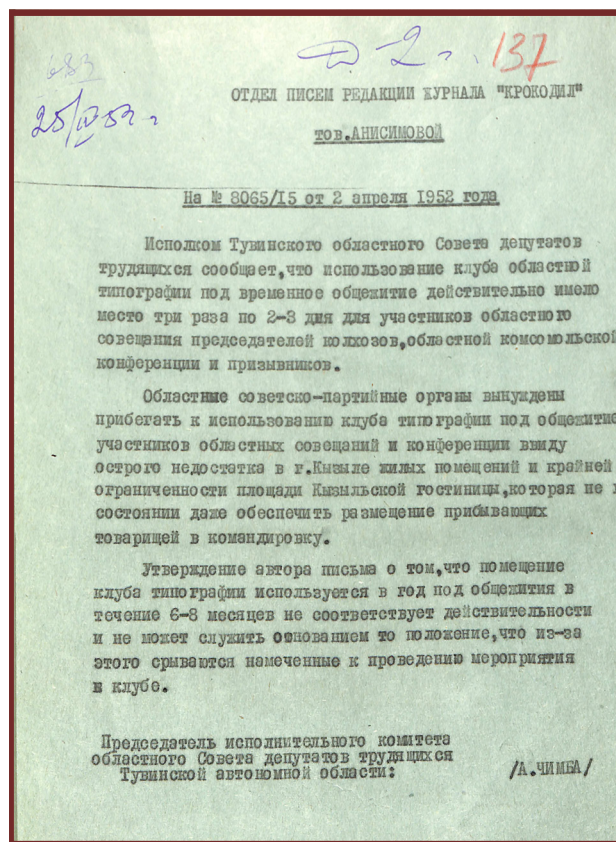 Д-2г. 137
683
25/IV 52 г
ОТДЕЛ ПИСЕМ РЕДАКЦИИ ЖУРНАЛА "КРОКОДИЛ"
тов.АНИСИМОВОЙ
На № 8065/15 от 2 апреля 1952 года
Исполком Тувинского областного Совета депутатов
трудящихся сообщает,что использование клуба областной
типографии под временное общежитие действительно имело
место три раза по 2-3 дня для участников областного
совещания председателей колхозов,областной комсомольской
конференции и призывников.
Областные советско-партийные органы вынуждены
прибегать к использованию клуба типографии под общежитие
участников областных совещаний и конференции ввиду
острого недостатка в г.Кызыле жилых помещений и крайней
ограниченности площади Кызыльской гостиницы,которая не
состоянии даже обеспечить размещение прибывающих
товарищей в командировку.
Утверждение автора письма о том,что помещение
клуба типографии используется в год под общежития в
течение 6-8 месяцев не соответствует действительности
и не может служить основанием то положение,что из-за
этого срываются намеченные к проведению мероприятия
в клубе.
Председатель исполнительного комитета
областного Совета депутатов трудящихся
Тувинской автономной области:
/А.ЧИМБА/